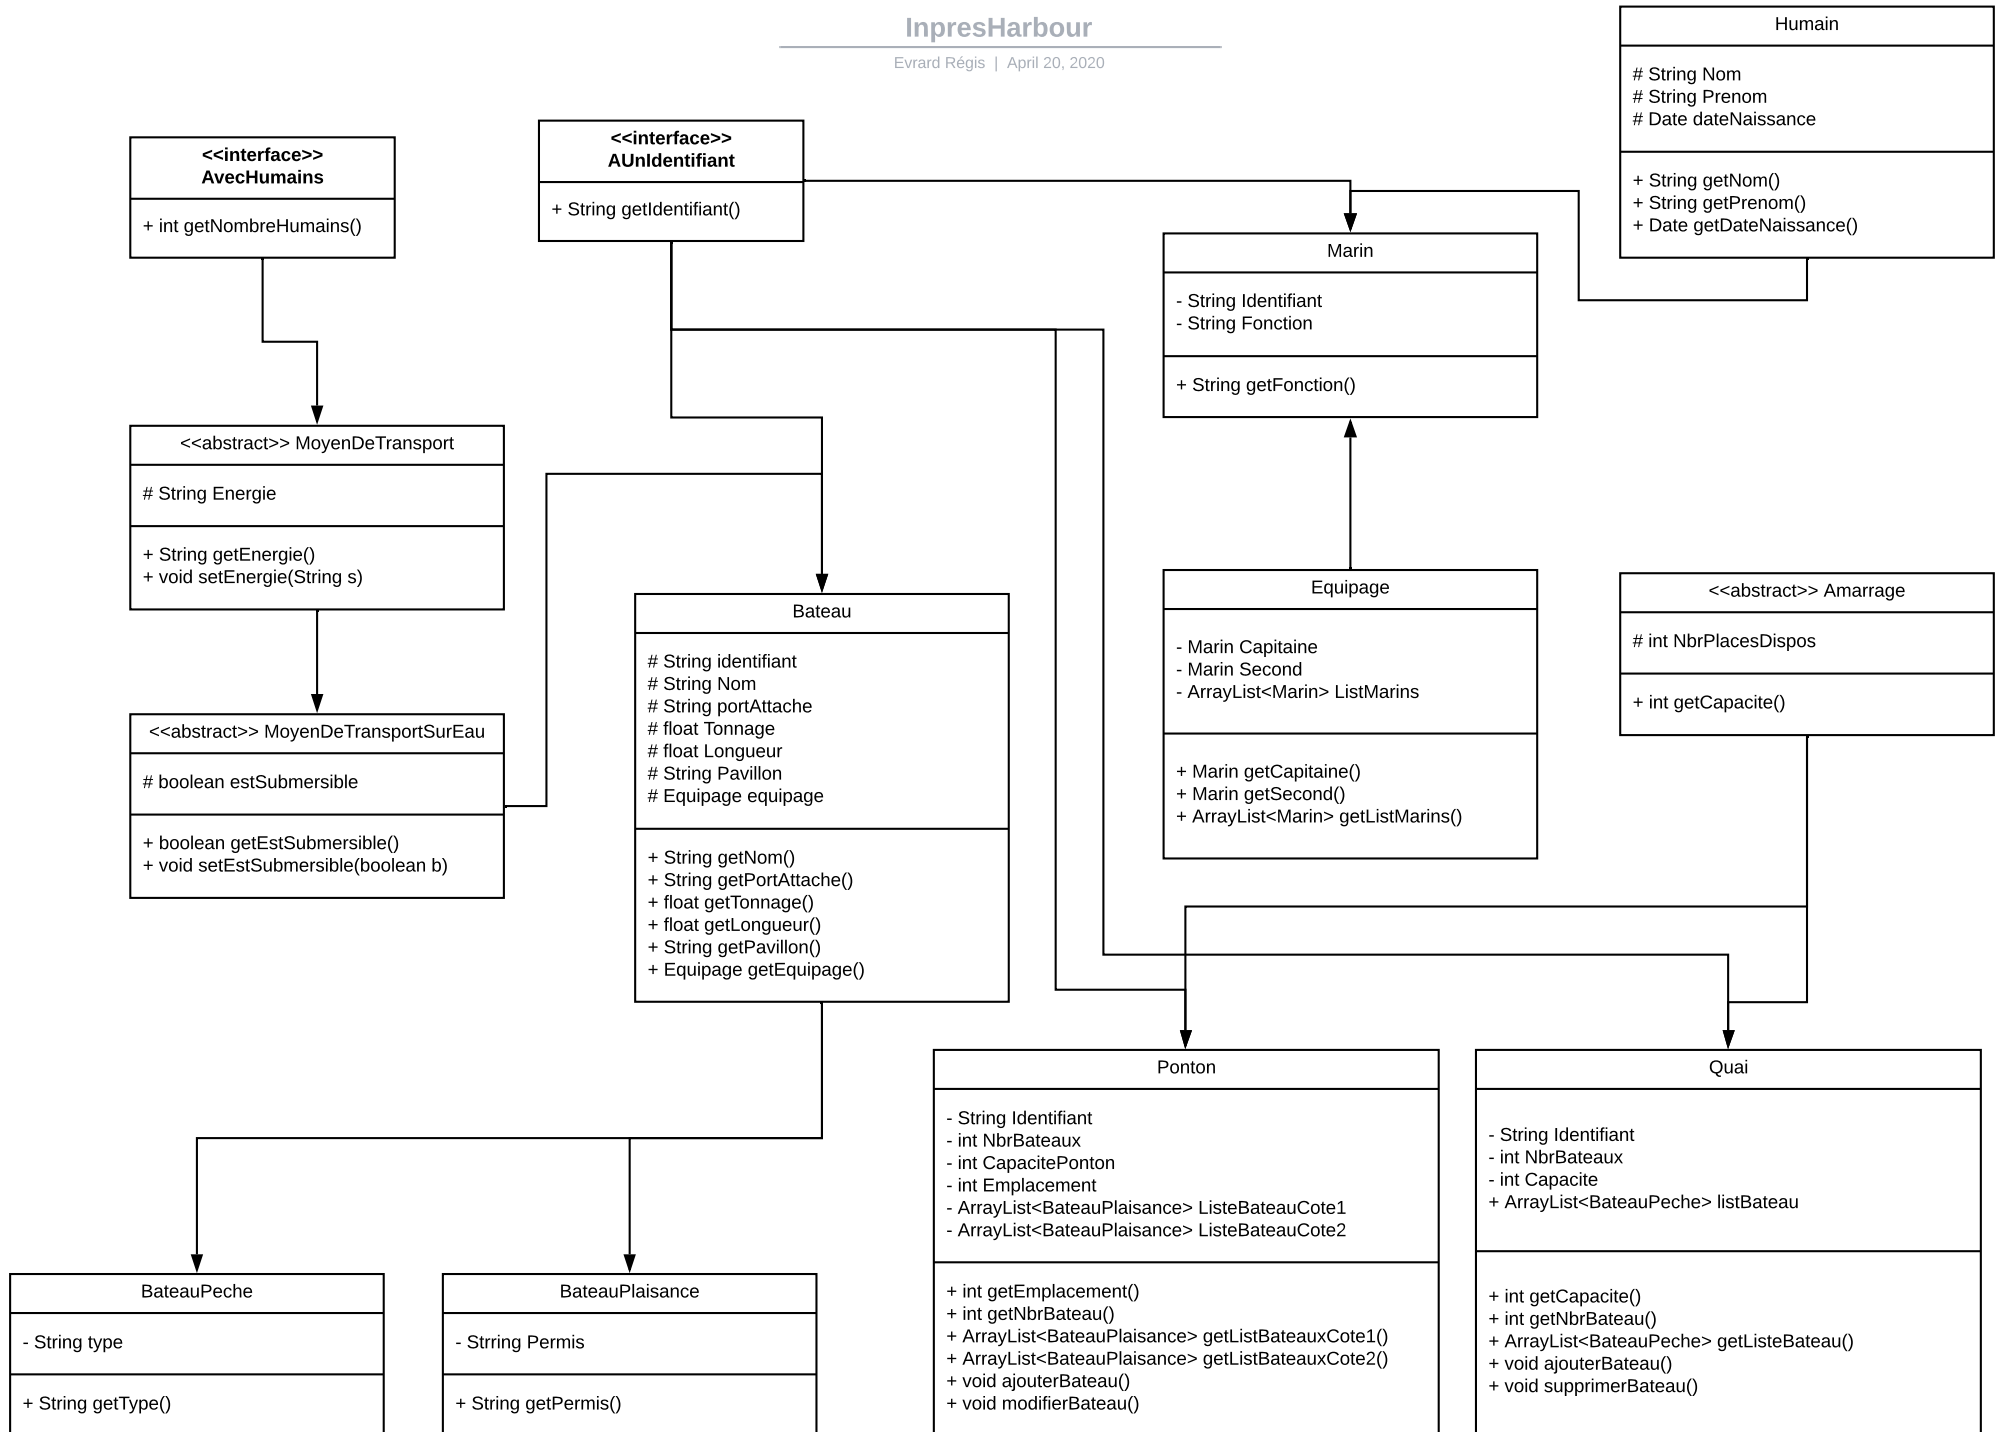 InpresHarbour
Evrard Régis | April 20, 2020
Humain
# String Nom
# String Prenom
# Date dateNaissance
+ String getNom()
+ String getPrenom()
+ Date getDateNaissance()
<<interface>>
AvecHumains
+ int getNombreHumains()
<<interface>>
AUnIdentifiant
+ String getIdentifiant()
Marin
- String Identifiant
- String Fonction
+ String getFonction()
<<abstract>> MoyenDeTransport
# String Energie
+ String getEnergie()
+ void setEnergie(String s)
<<abstract>> MoyenDeTransportSurEau
# boolean estSubmersible
+ boolean getEstSubmersible()
+ void setEstSubmersible(boolean b)
Bateau
# String identifiant
# String Nom
# String portAttache
# float Tonnage
# float Longueur
# String Pavillon
# Equipage equipage
+ String getNom()
+ String getPortAttache()
+ float getTonnage()
+ float getLongueur()
+ String getPavillon()
+ Equipage getEquipage()
Equipage
- Marin Capitaine
- Marin Second
- ArrayList<Marin> ListMarins
+ Marin getCapitaine()
+ Marin getSecond()
+ ArrayList<Marin> getListMarins()
<<abstract>> Amarrage
# int NbrPlacesDispos
+ int getCapacite()
BateauPeche
- String type
+ String getType()
BateauPlaisance
- Strring Permis
+ String getPermis()
Ponton
- String Identifiant
- int NbrBateaux
- int CapacitePonton
- int Emplacement
- ArrayList<BateauPlaisance> ListeBateauCote1
- ArrayList<BateauPlaisance> ListeBateauCote2
+ int getEmplacement()
+ int getNbrBateau()
+ ArrayList<BateauPlaisance> getListBateauxCote1()
+ ArrayList<BateauPlaisance> getListBateauxCote2()
+ void ajouterBateau()
+ void modifierBateau()
Quai
- String Identifiant
- int NbrBateaux
- int Capacite
+ ArrayList<BateauPeche> listBateau
+ int getCapacite()
+ int getNbrBateau()
+ ArrayList<BateauPeche> getListeBateau()
+ void ajouterBateau()
+ void supprimerBateau()